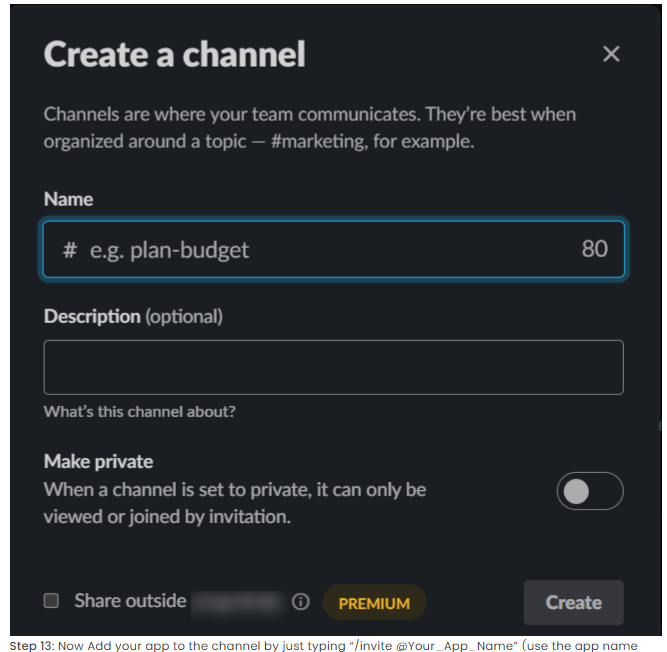 Create a channel
Channels are where your team communicates. They’re best when
organized around a topic — #marketing, for example.
Name
# e.g. plan-budget 80
Description (optional)
What’s this channel about?
Make private
When a channel is set to private, it can only be
viewed or joined by invitation.
Share outside
PREMIUM
Create
Step 13: Now Add your app to the channel by just typing “/invite @Your_App_Name” (use the app name